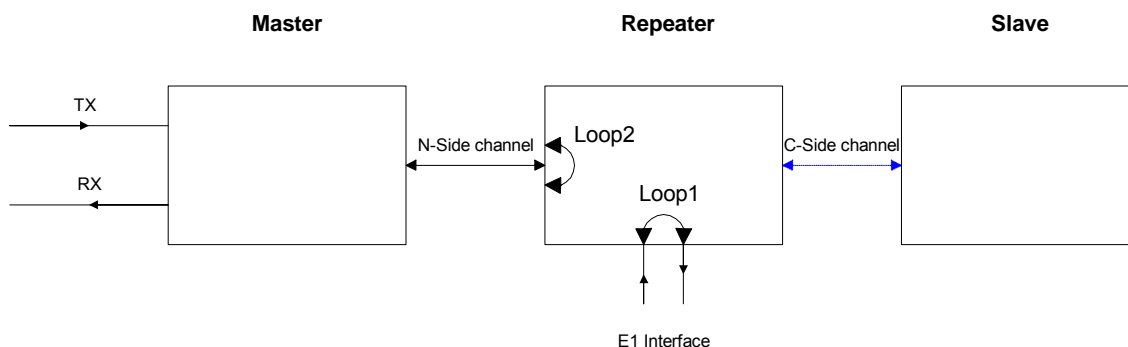 Master
Repeater
Slave
TX
N-Side channel
Loop2
C-Side channel
RX
Loop1
E1 Interface